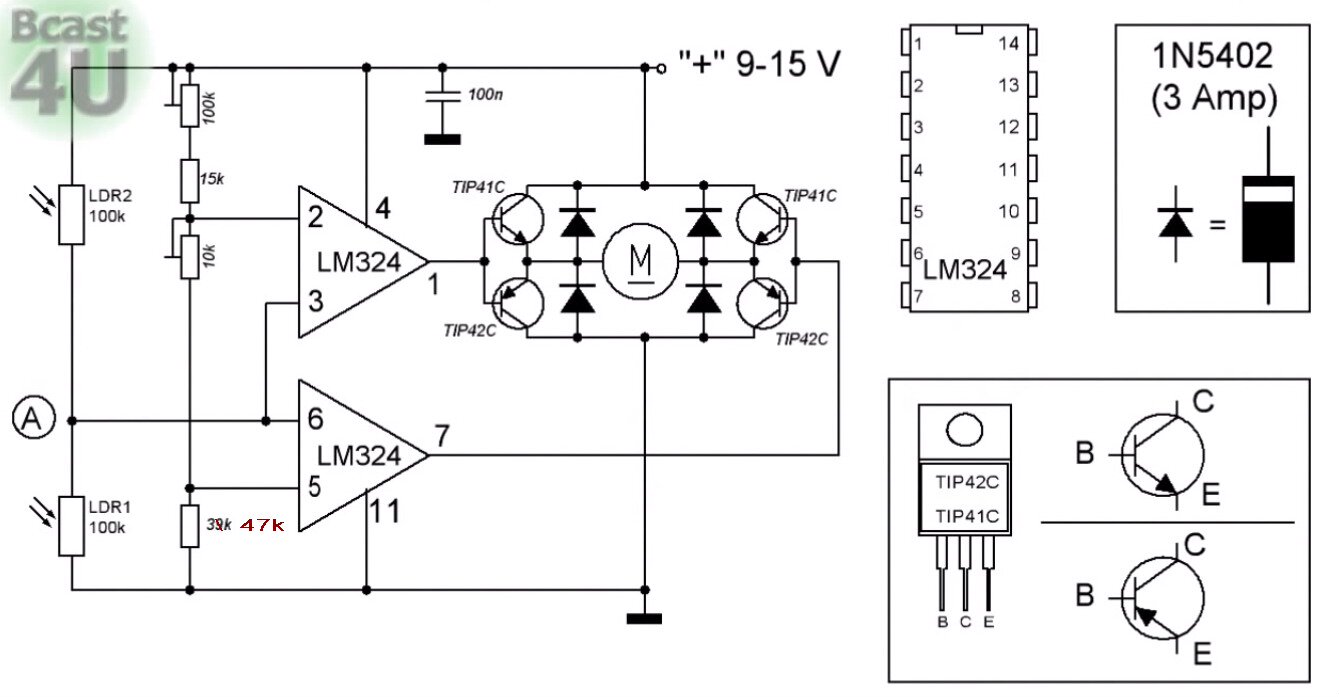 Bcast
4U
"+" 9-15 V
100k
100n
15k
LDR2
100k
10k
2
4
LM324
3
1
TIP41C
TIP41C
M
TIP42C
TIP42C
A
6
7
LM324
5
11
LDR1
100k
39k 47k
1 14
2 13
3 12
4 11
5 10
6 9
LM324
7 8
1N5402
(3 Amp)
=
TIP42C
TIP41C
B C E
C
B
E
C
B
E